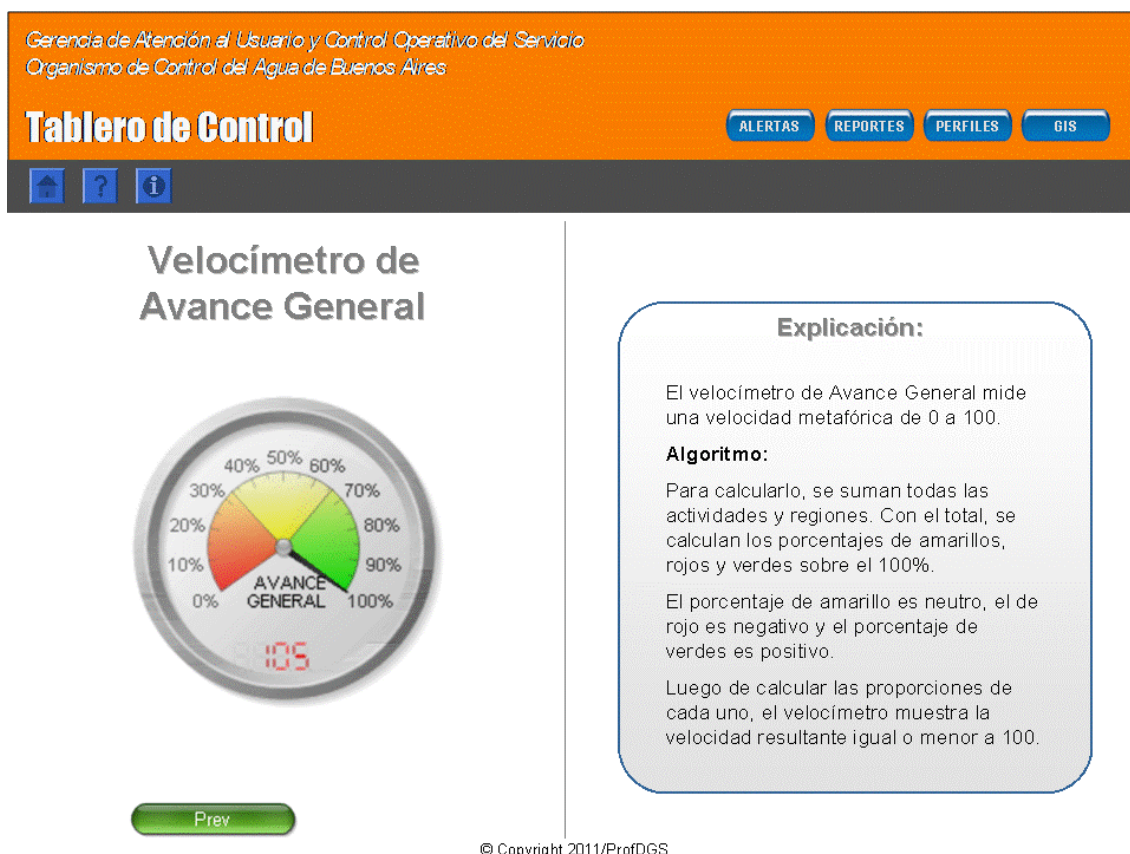 Gerencia de Atención al Usuario y Control Operativo del Servicio
Organismo de Control del Agua de Buenos Aires
Tablero de Control
ALERTAS
REPORTES
PERFILES
GIS
?
i
Velocímetro de
Avance General
0%
10%
20%
30%
40%
50%
60%
70%
80%
90%
100%
AVANCE
GENERAL
105
Prev
Explicación:
El velocímetro de Avance General mide
una velocidad metafórica de 0 a 100.
Algoritmo:
Para calcularlo, se suman todas las
actividades y regiones. Con el total, se
calculan los porcentajes de amarillos,
rojos y verdes sobre el 100%.
El porcentaje de amarillo es neutro, el de
rojo es negativo y el porcentaje de
verdes es positivo.
Luego de calcular las proporciones de
cada uno, el velocímetro muestra la
velocidad resultante igual o menor a 100.
© Copyright 2011/ProfDGS